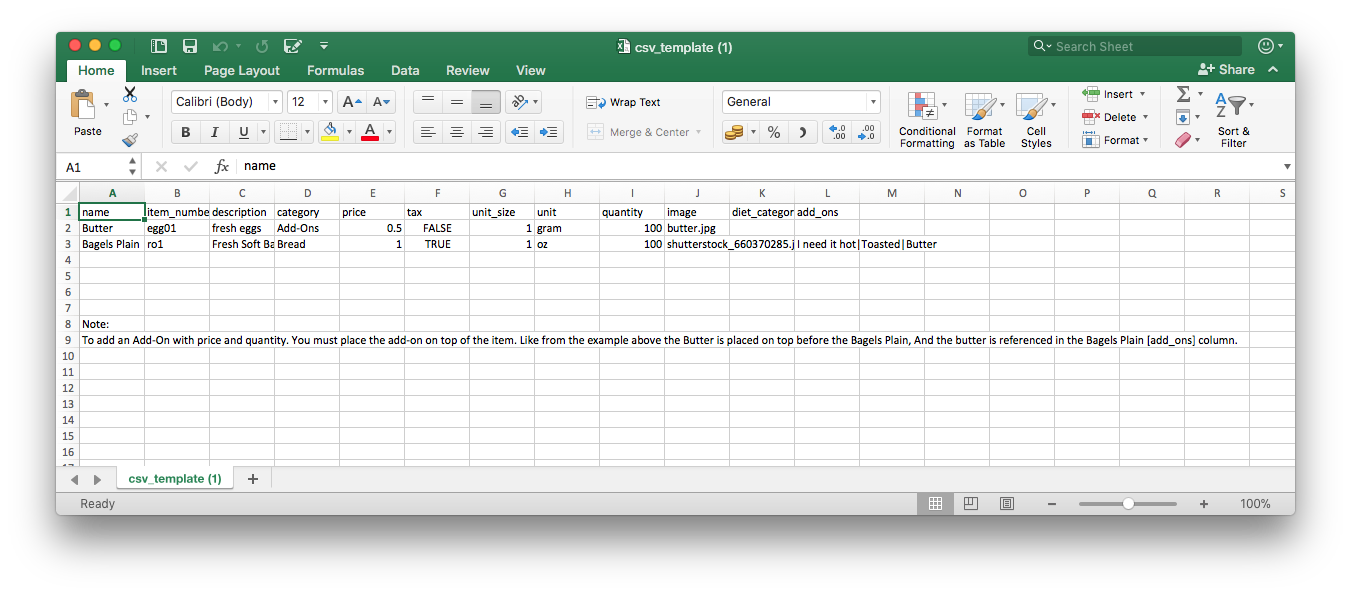 csv_template (1)
Search Sheet
Home Insert Page Layout Formulas Data Review View
Share
Paste
Calibri (Body) 12 A A
B I U A
Wrap Text
Merge & Center
General
%
.0 .00
.00 .0
Conditional Formatting
Format as Table
Cell Styles
Insert
Delete
Format
Σ
A Z
Sort & Filter
A1 fx name
A B C D E F G H I J K L M N O P Q R S
1 name item_numbe description category price tax unit_size unit quantity image diet_categor add_ons
2 Butter egg01 fresh eggs Add-Ons 0.5 FALSE 1 gram 100 butter.jpg
3 Bagels Plain ro1 Fresh Soft Ba Bread 1 TRUE 1 oz 100 shutterstock_660370285.j I need it hot|Toasted|Butter
4
5
6
7
8 Note:
9 To add an Add-On with price and quantity. You must place the add-on on top of the item. Like from the example above the Butter is placed on top before the Bagels Plain, And the butter is referenced in the Bagels Plain [add_ons] column.
10
11
12
13
14
15
16
csv_template (1) +
Ready
100%